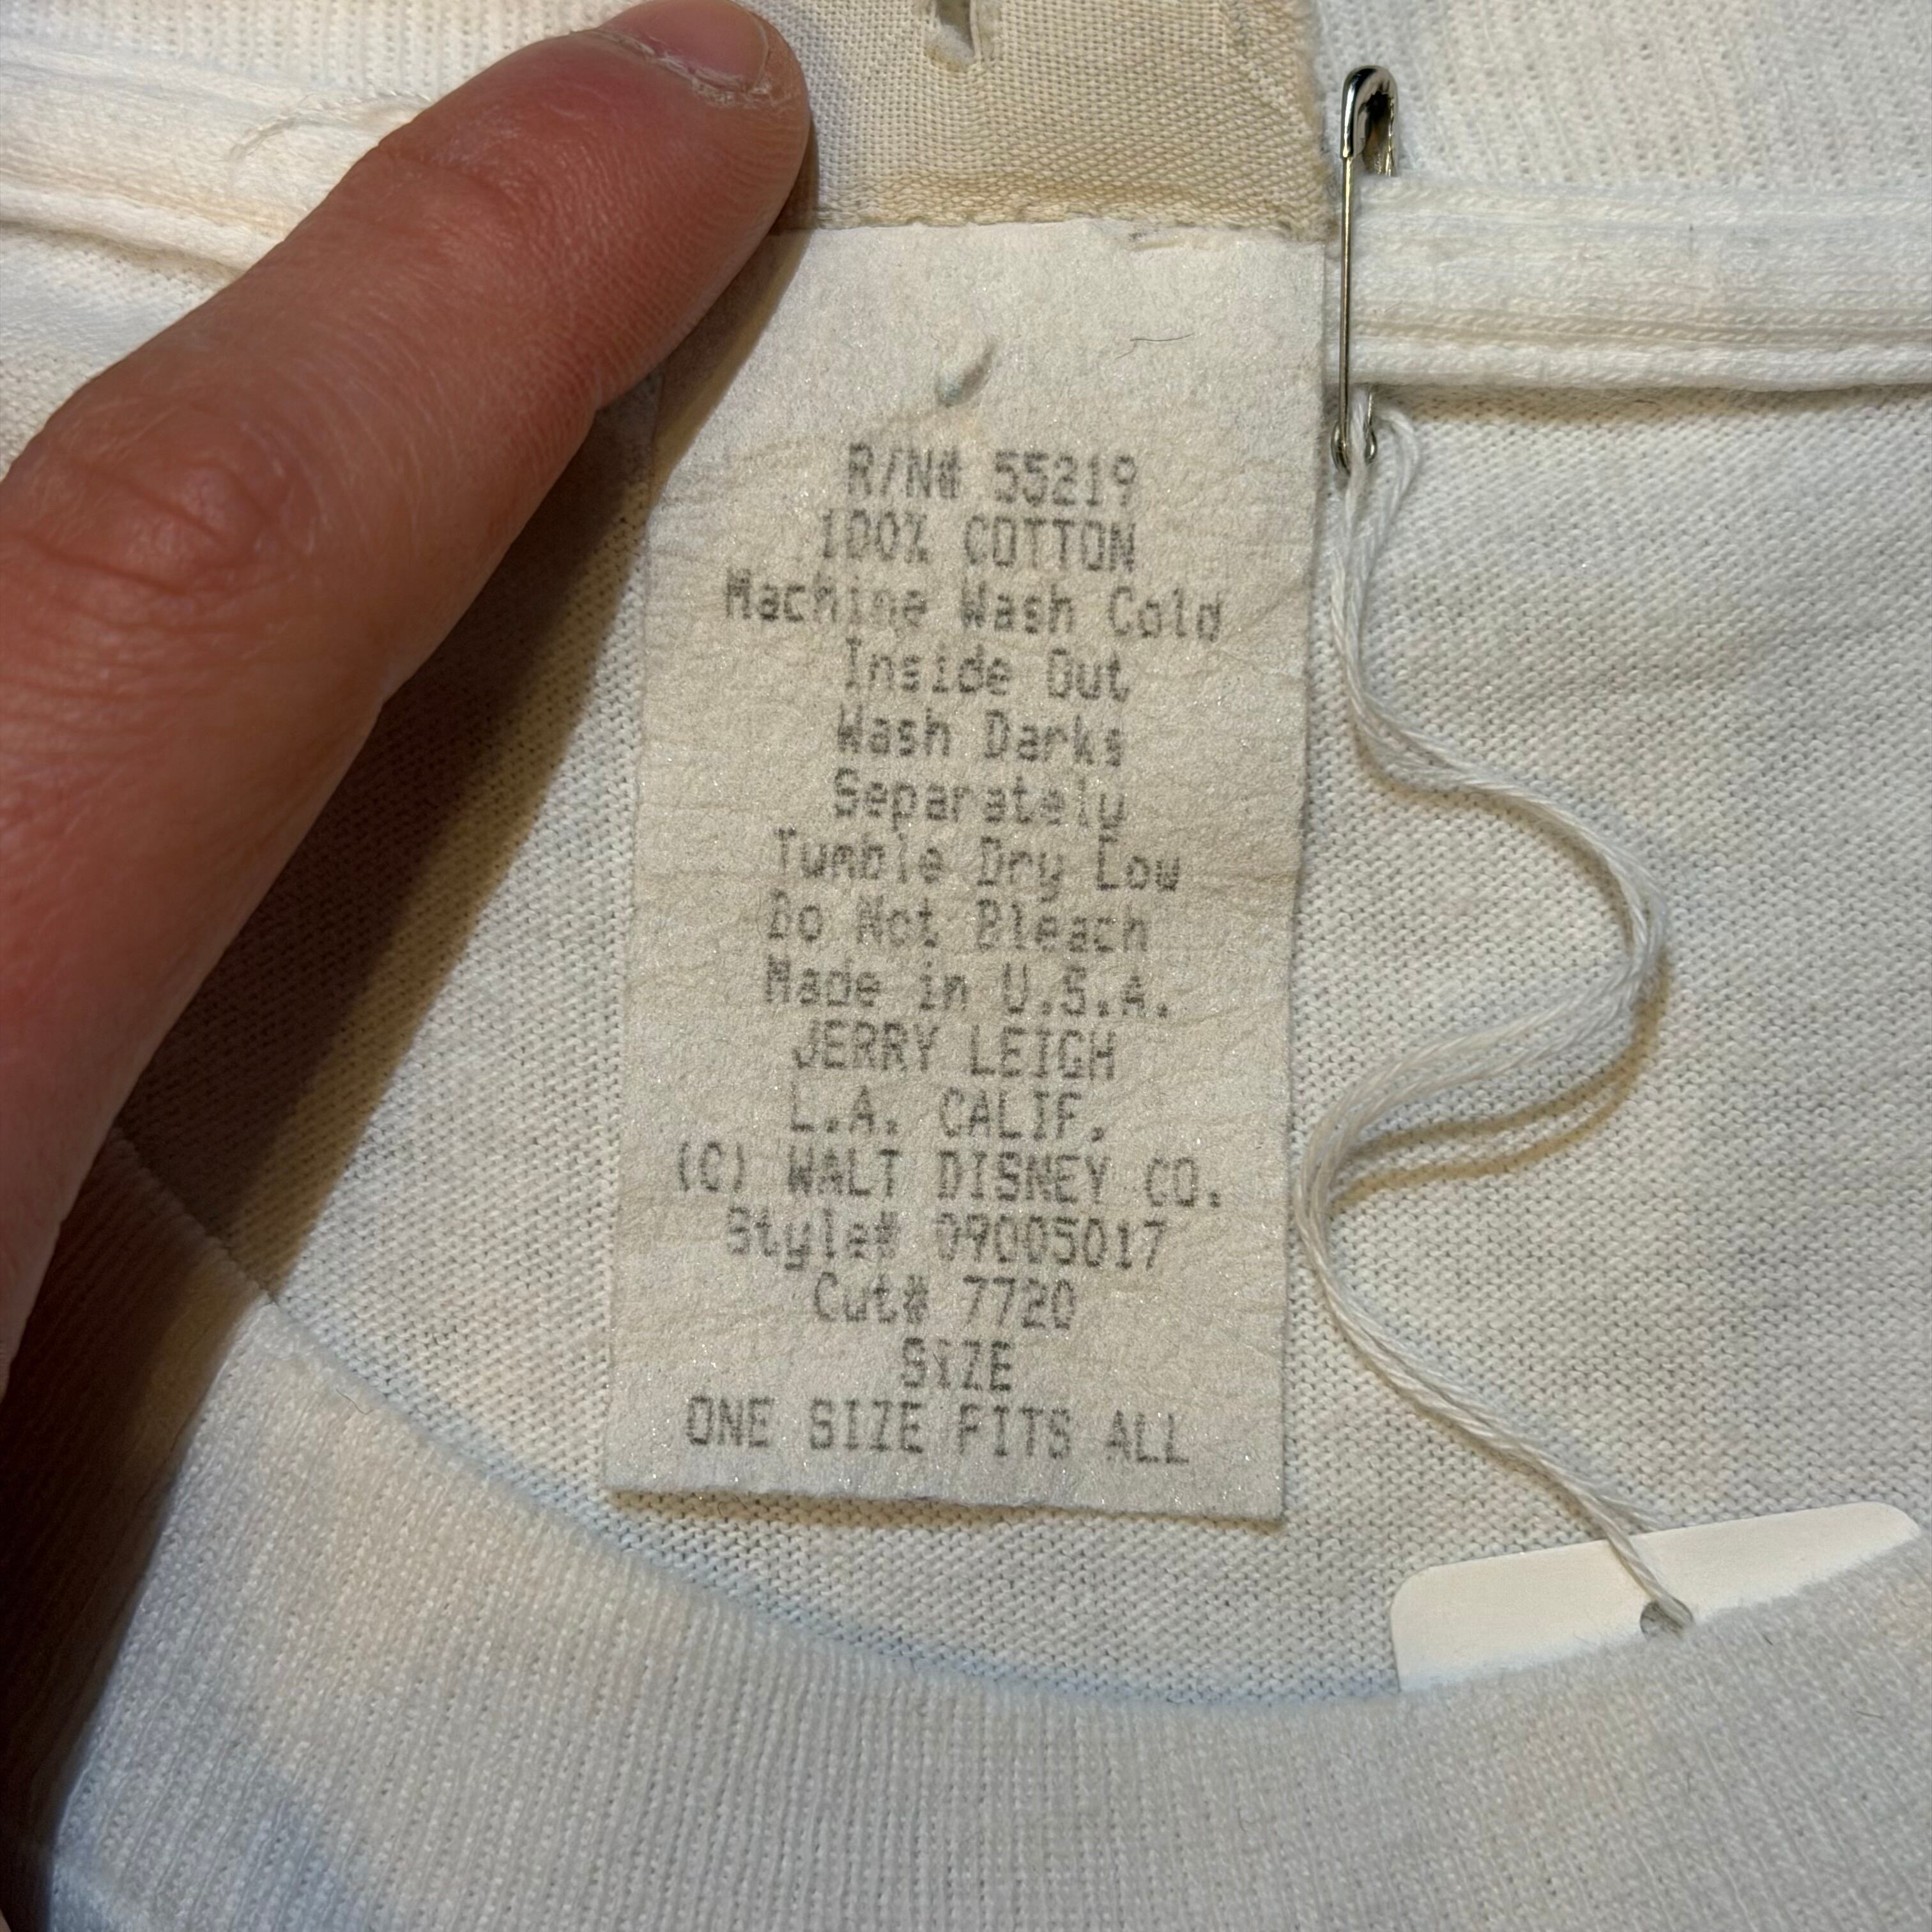 R/N# 55219
100% COTTON
Machine Wash Cold
Inside Out
Wash Darks
Separately
Tumble Dry Low
Do Not Bleach
Made in U.S.A.
JERRY LEIGH
L.A. CALIF.
(C) WALT DISNEY CO.
Style# 09005017
Cut# 7720
SIZE
ONE SIZE FITS ALL